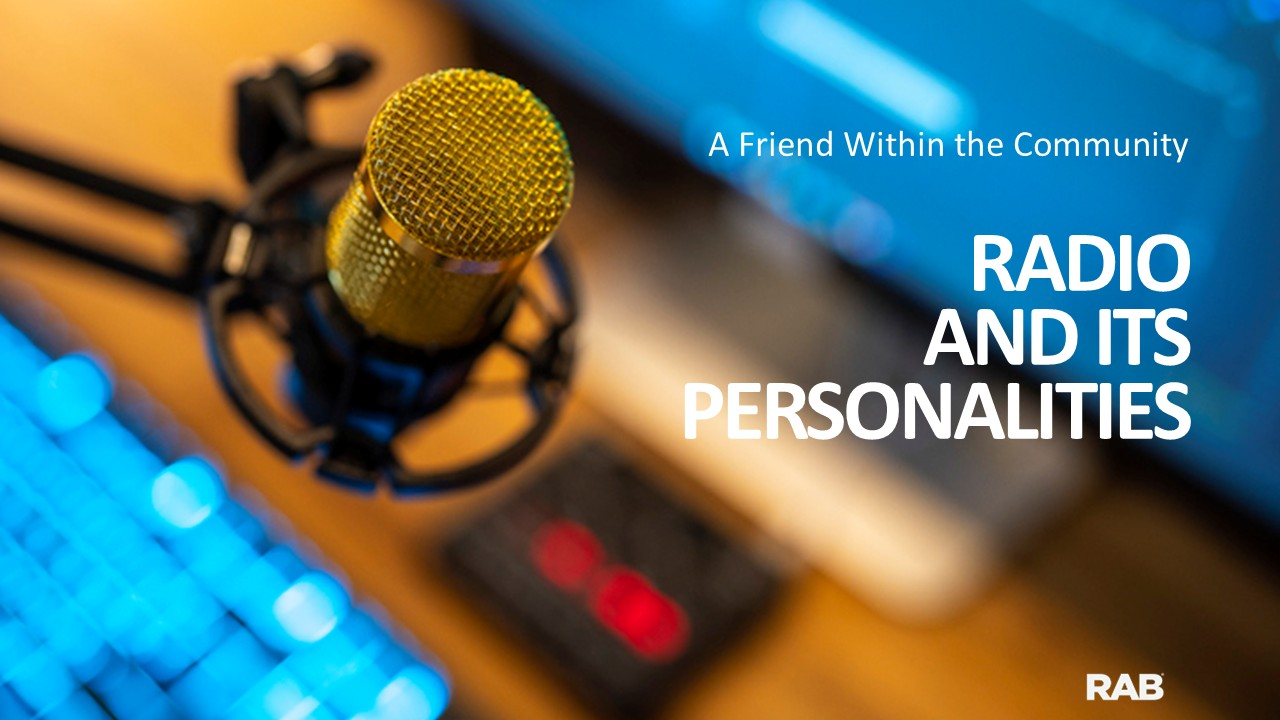 A Friend Within the Community
RADIO
AND ITS
PERSONALITIES
RAB